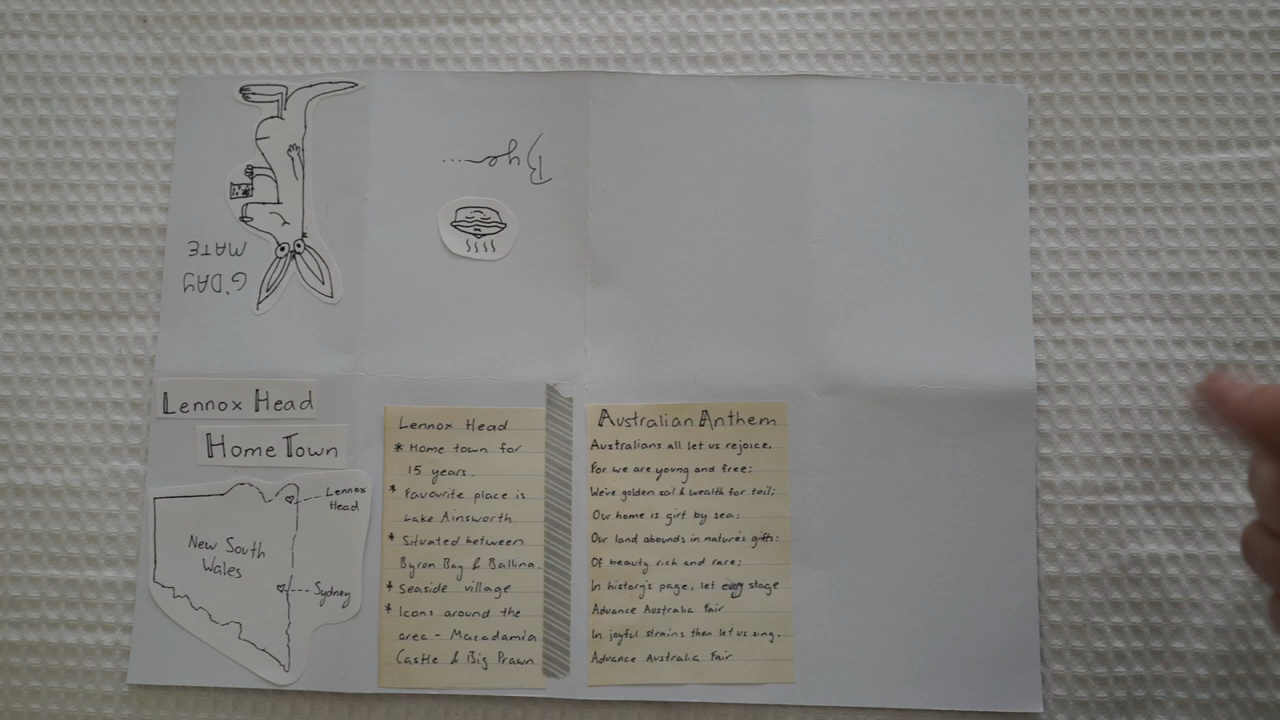 G'DAY
MATE
Bye....
Lennox Head
Home Town
Lennox
Head
New South
Wales
Sydney
Lennox Head
* Home town for
15 years.
* Favourite place is
Lake Ainsworth
* Situated between
Byron Bay & Ballina.
* Seaside village
* Icons around the
area - Macadamia
Castle & Big Prawn
Australian Anthem
Australians all let us rejoice,
For we are young and free;
We've golden soil & wealth for toil;
Our home is girt by sea:
Our land abounds in nature's gifts:
Of beauty rich and rare;
In history's page, let every stage
Advance Australia Fair
In joyful strains then let us sing.
Advance Australia Fair